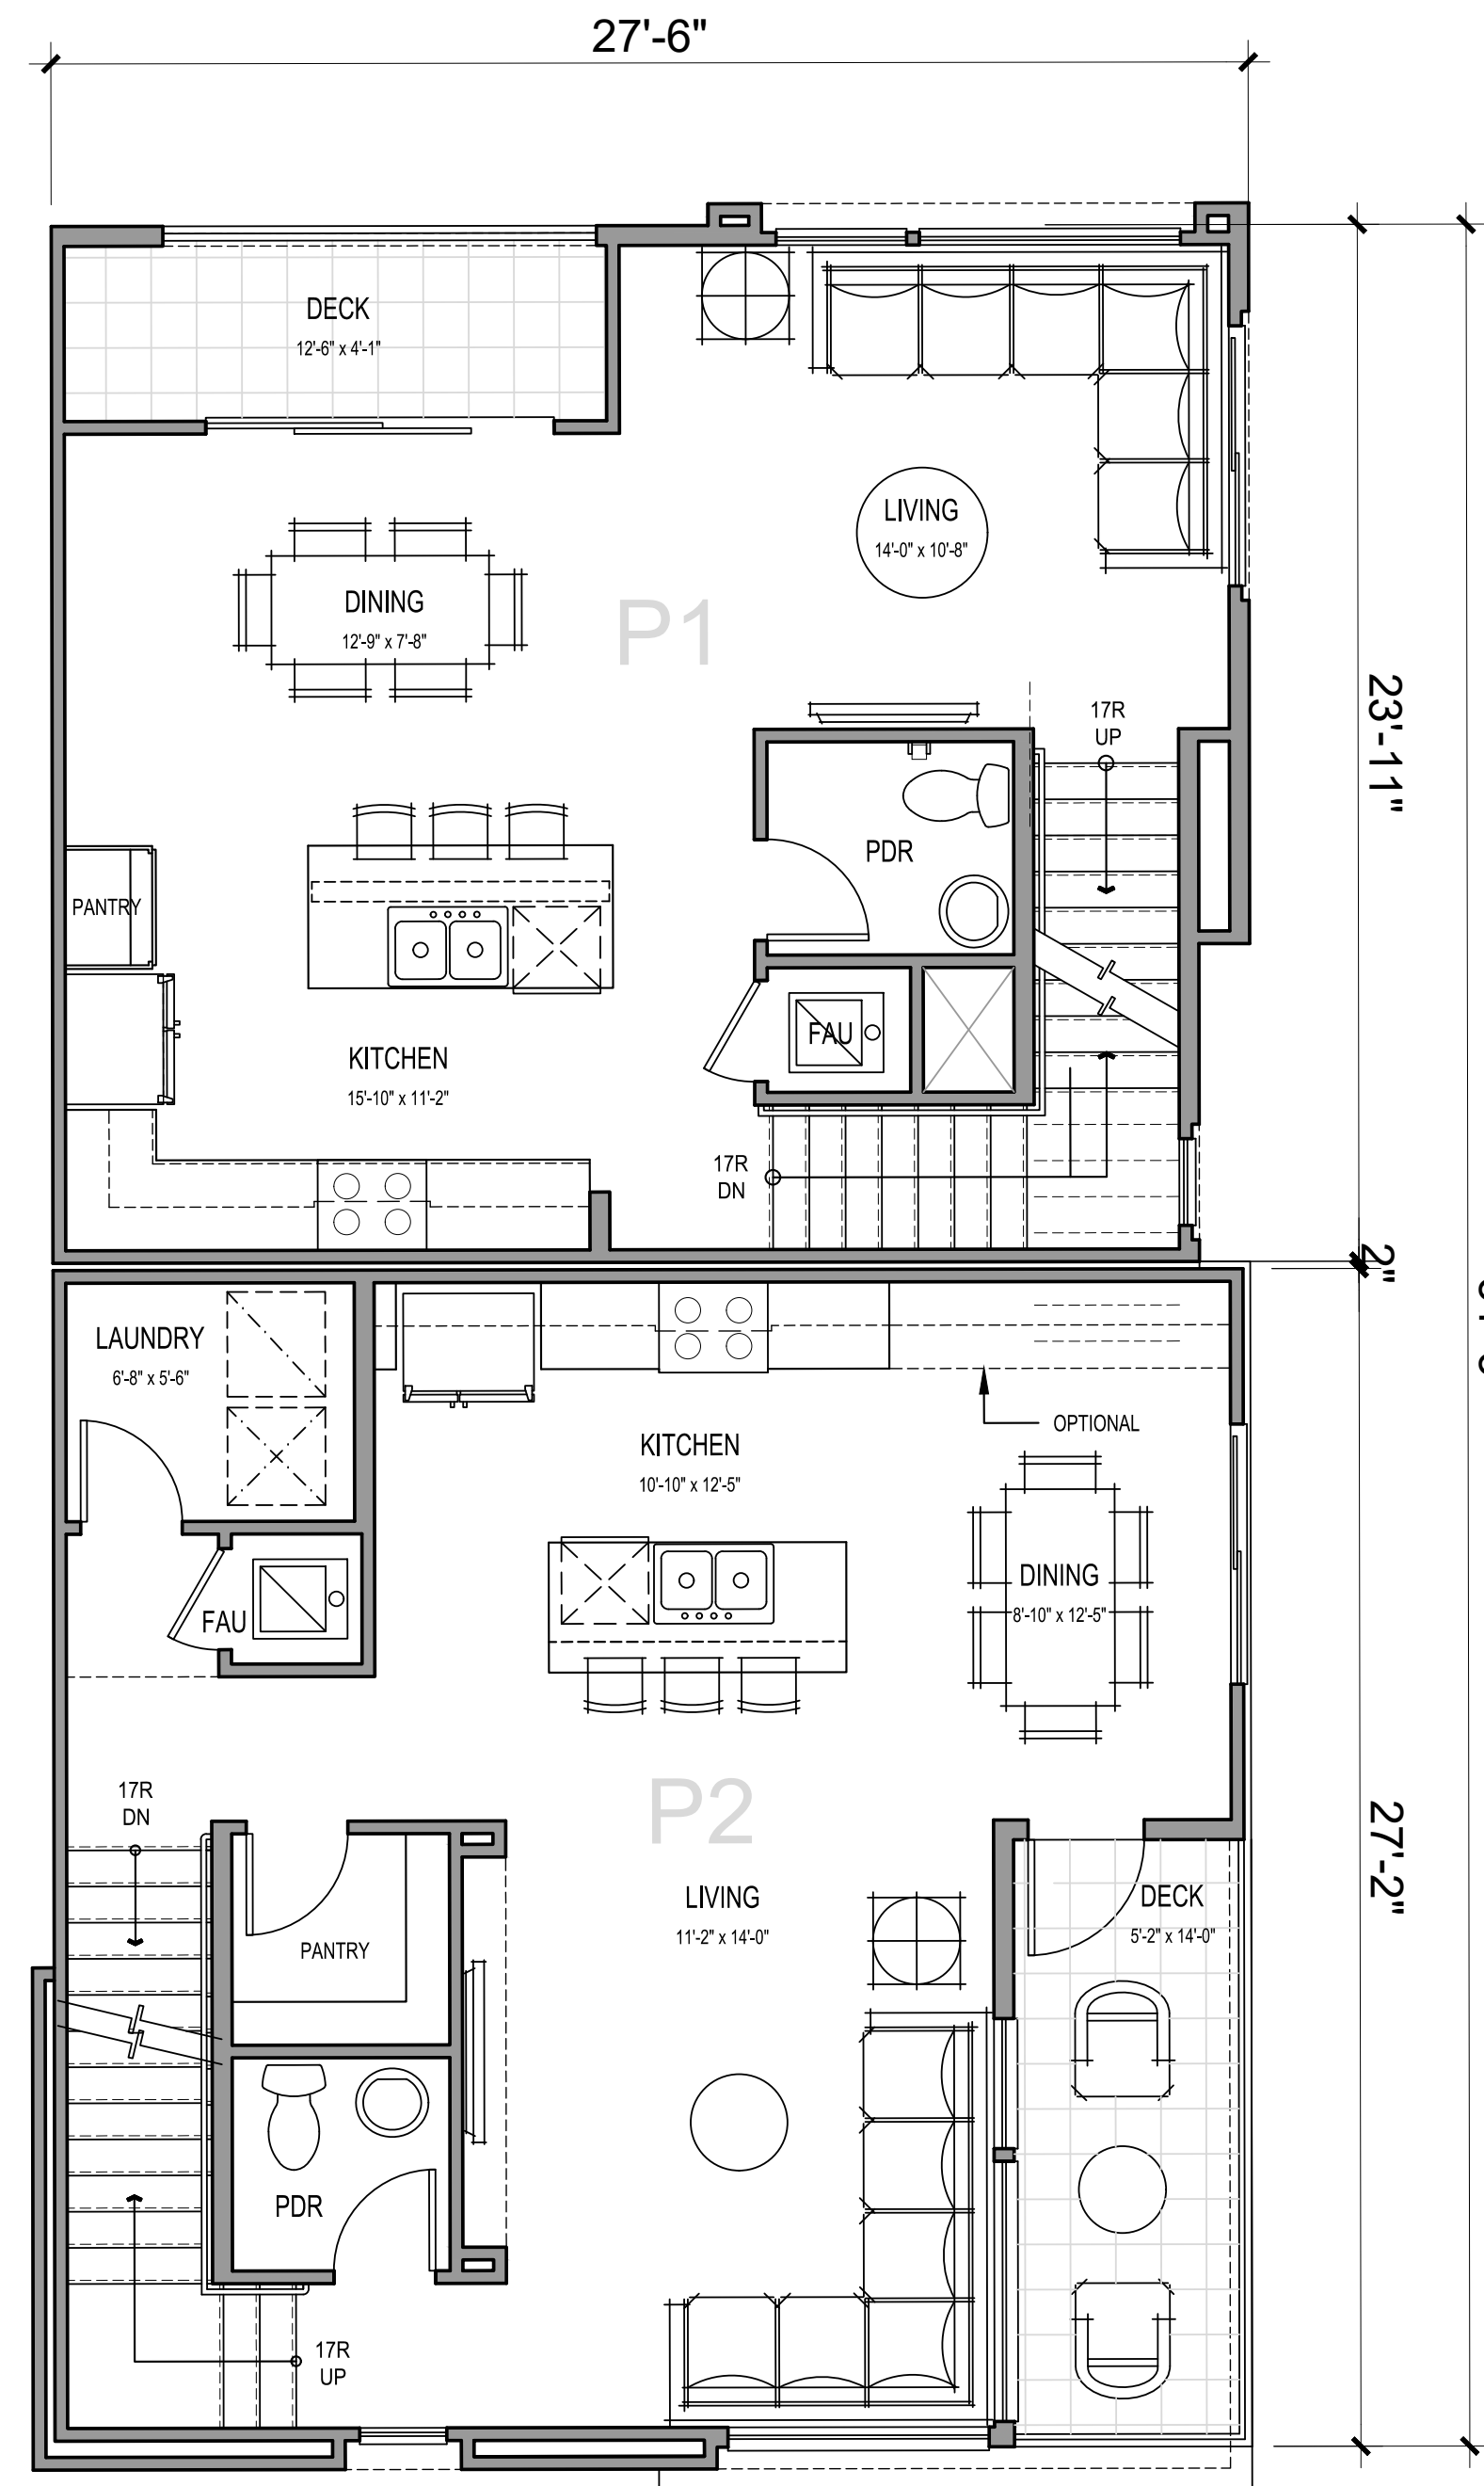 27'-6"
DECK
12'-6" x 4'-1"
LIVING
14'-0" x 10'-8"
DINING
12'-9" x 7'-8"
P1
23'-11"
17R
UP
PDR
PANTRY
FAU
KITCHEN
15'-10" x 11'-2"
17R
DN
2"
LAUNDRY
6'-8" x 5'-6"
OPTIONAL
KITCHEN
10'-10" x 12'-5"
DINING
8'-10" x 12'-5"
FAU
17R
DN
P2
27'-2"
LIVING
11'-2" x 14'-0"
DECK
5'-2" x 14'-0"
PANTRY
PDR
17R
UP